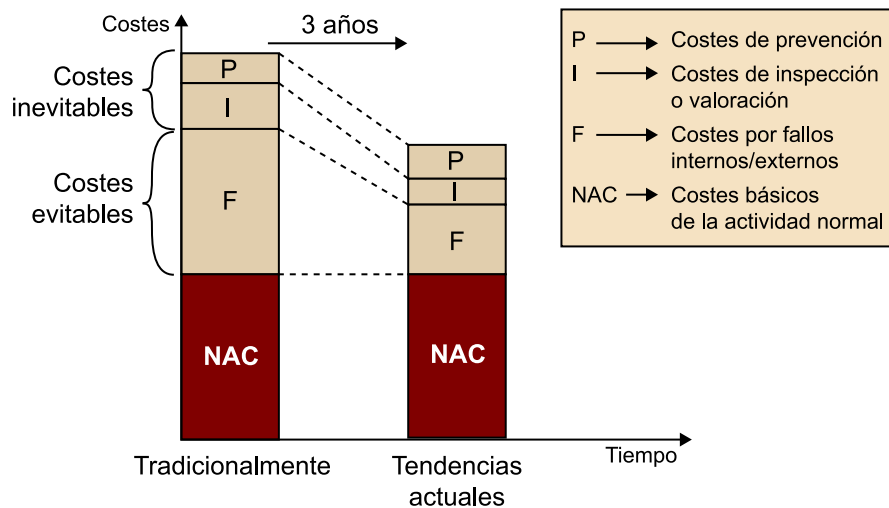 Costes
3 años
Costes
inevitables
Costes
evitables
P
I
F
NAC
P
I
F
NAC
Tradicionalmente
Tendencias
actuales
Tiempo
P Costes de prevención
I Costes de inspección
o valoración
F Costes por fallos
internos/externos
NAC Costes básicos
de la actividad normal